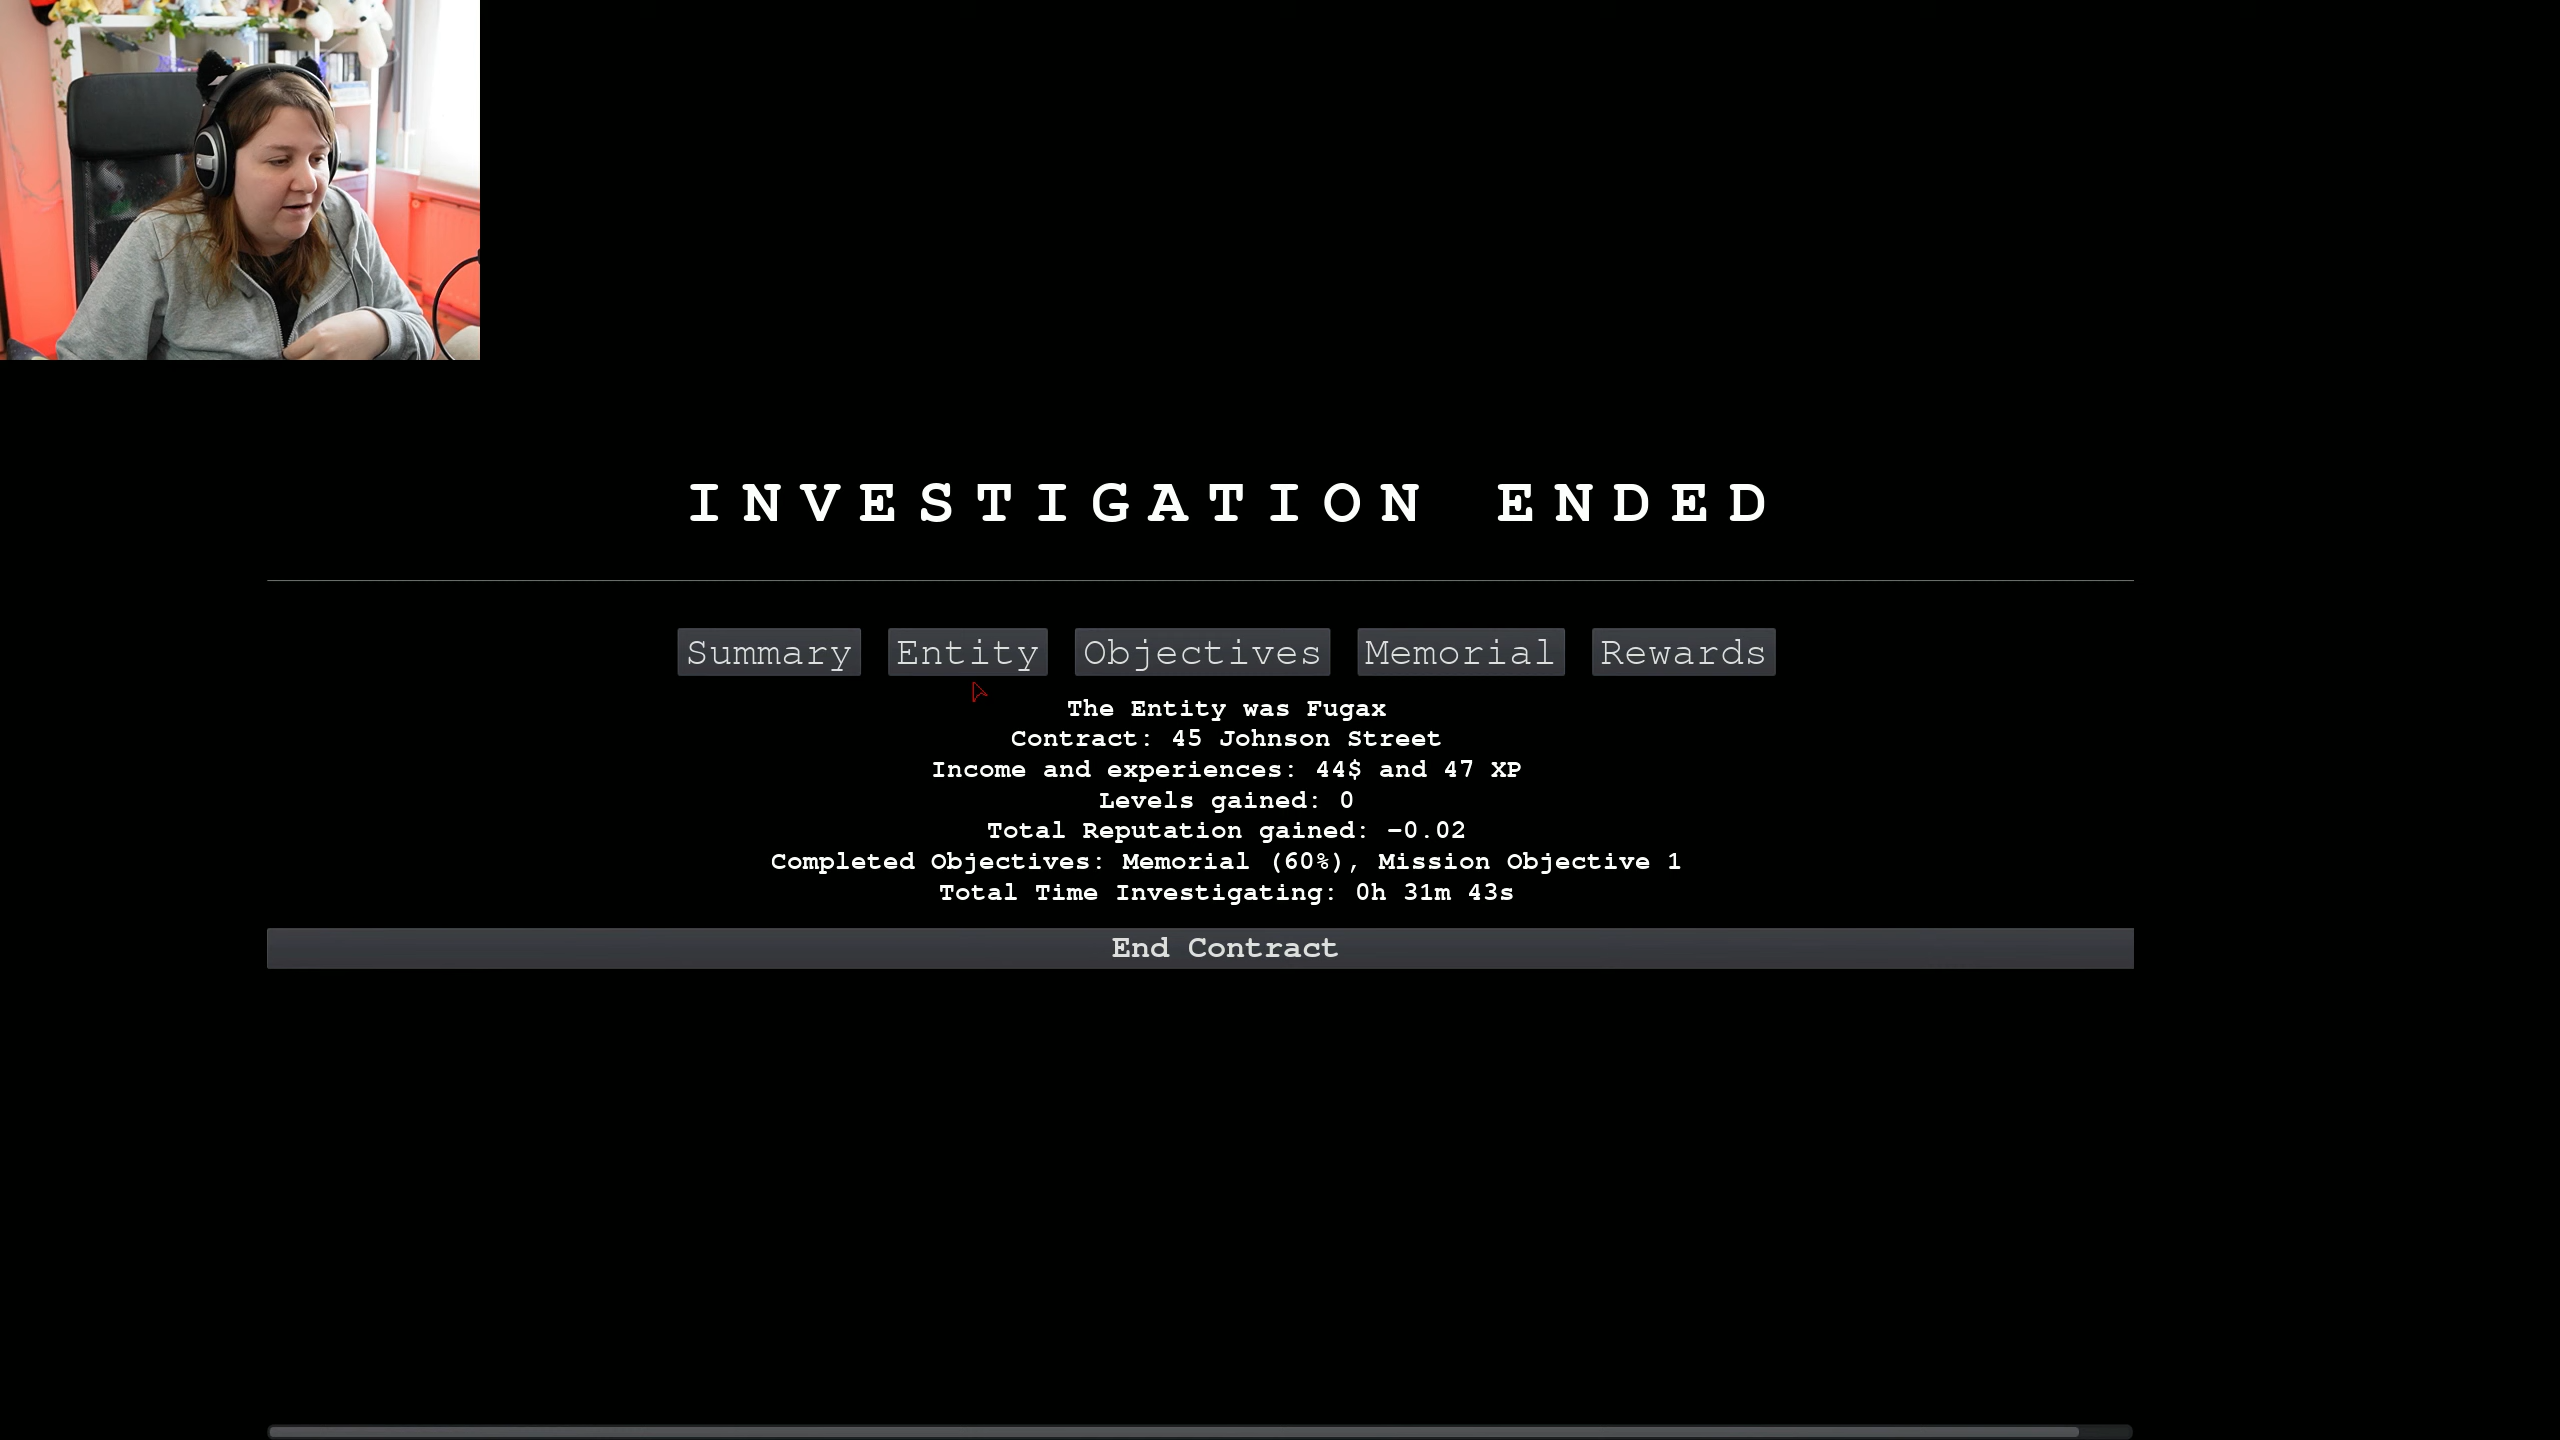 INVESTIGATION ENDED
Summary Entity Objectives Memorial Rewards
The Entity was Fugax
Contract: 45 Johnson Street
Income and experiences: 44$ and 47 XP
Levels gained: 0
Total Reputation gained: -0.02
Completed Objectives: Memorial (60%), Mission Objective 1
Total Time Investigating: 0h 31m 43s
End Contract